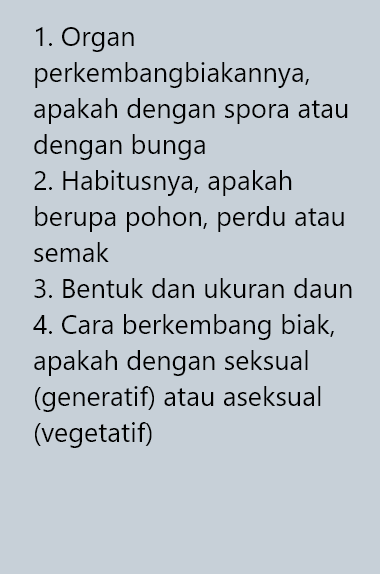 1. Organ
perkembangbiakannya,
apakah dengan spora atau
dengan bunga
2. Habitusnya, apakah
berupa pohon, perdu atau
semak
3. Bentuk dan ukuran daun
4. Cara berkembang biak,
apakah dengan seksual
(generatif) atau aseksual
(vegetatif)